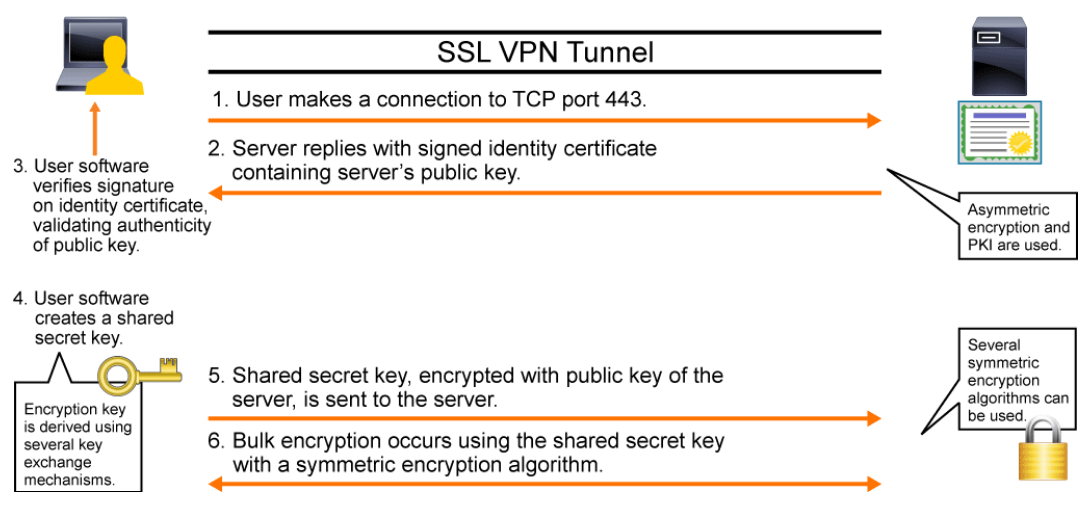 SSL VPN Tunnel
1. User makes a connection to TCP port 443.
2. Server replies with signed identity certificate
containing server's public key.
3. User software
verifies signature
on identity certificate,
validating authenticity
of public key.
Asymmetric
encryption and
PKI are used.
4. User software
creates a shared
secret key.
Encryption key
is derived using
several key
exchange
mechanisms.
5. Shared secret key, encrypted with public key of the
server, is sent to the server.
6. Bulk encryption occurs using the shared secret key
with a symmetric encryption algorithm.
Several
symmetric
encryption
algorithms can
be used.